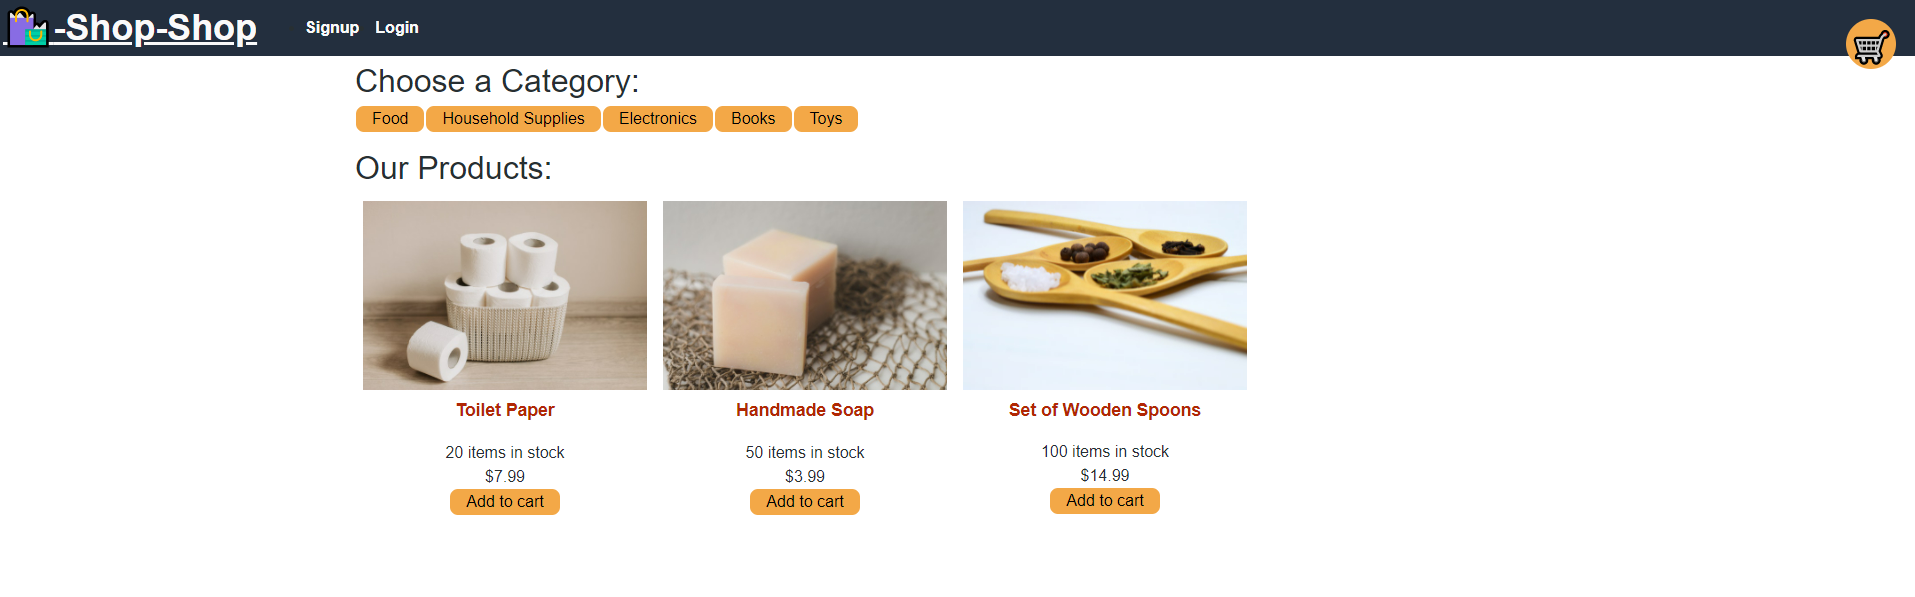 -Shop-Shop
Signup Login
Choose a Category:
Food Household Supplies Electronics Books Toys
Our Products:
Toilet Paper
20 items in stock
$7.99
Add to cart
Handmade Soap
50 items in stock
$3.99
Add to cart
Set of Wooden Spoons
100 items in stock
$14.99
Add to cart